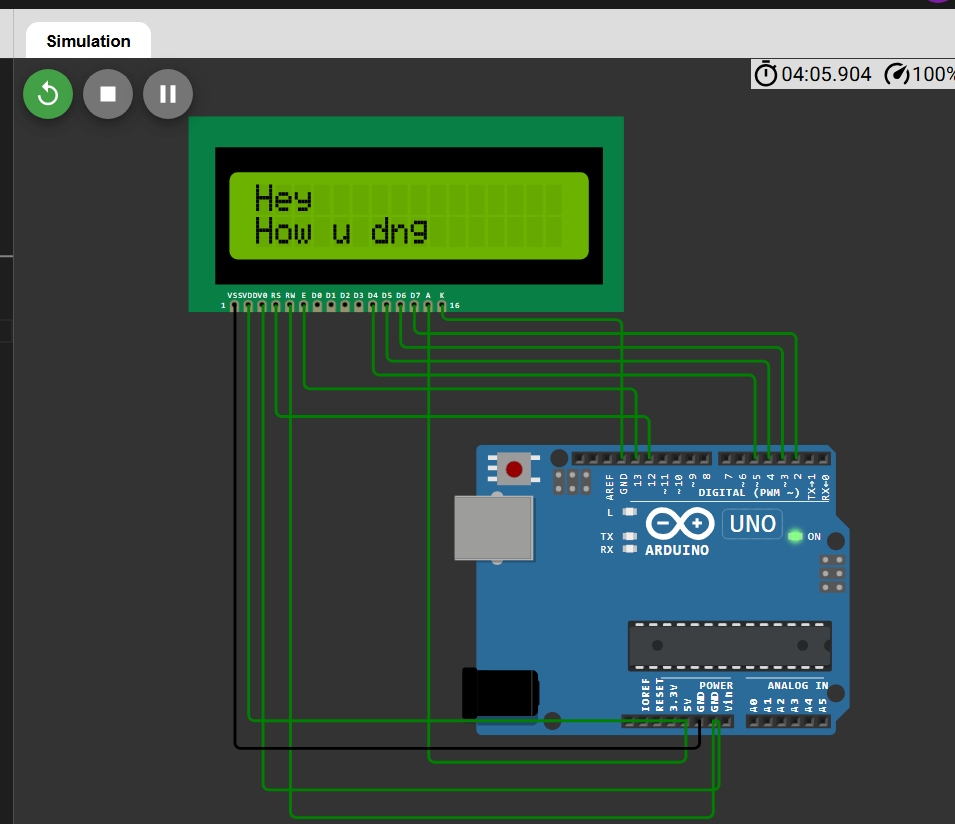 Simulation
04:05.904 100%
Hey
How u dng
VSS VDD V0 RS RW E D0 D1 D2 D3 D4 D5 D6 D7 A K
1 16
AREF GND 13 12 ~11 ~10 ~9 8 7 ~6 ~5 4 ~3 2 TX→1 RX←0
DIGITAL (PWM ~)
L
UNO
TX ON
RX ARDUINO
POWER ANALOG IN
IOREF RESET 3.3V 5V GND GND Vin A0 A1 A2 A3 A4 A5